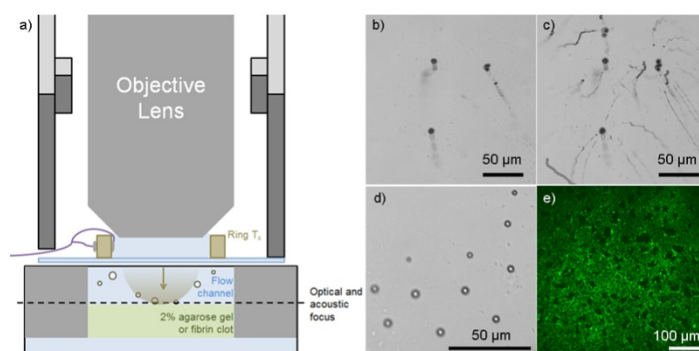 a)
Objective
Lens
Ring Tx
Flow
channel
Optical and
acoustic
focus
2% agarose gel
or fibrin clot
b)
50 µm
c)
50 µm
d)
50 µm
e)
100 µm